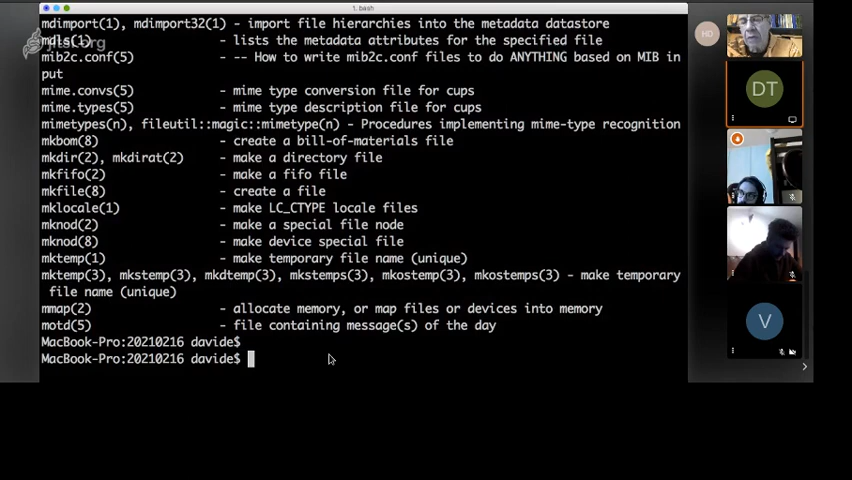 1. bash
mdimport(1), mdimport32(1) - import file hierarchies into the metadata datastore
mdls(1) - lists the metadata attributes for the specified file
jitsi.org
mib2c.conf(5) - -- How to write mib2c.conf files to do ANYTHING based on MIB in
put
mime.convs(5) - mime type conversion file for cups
mime.types(5) - mime type description file for cups
mimetypes(n), fileutil::magic::mimetype(n) - Procedures implementing mime-type recognition
mkbom(8) - create a bill-of-materials file
mkdir(2), mkdirat(2) - make a directory file
mkfifo(2) - make a fifo file
mkfile(8) - create a file
mklocale(1) - make LC_CTYPE locale files
mknod(2) - make a special file node
mknod(8) - make device special file
mktemp(1) - make temporary file name (unique)
mktemp(3), mkstemp(3), mkdtemp(3), mkstemps(3), mkostemp(3), mkostemps(3) - make temporary
file name (unique)
mmap(2) - allocate memory, or map files or devices into memory
motd(5) - file containing message(s) of the day
MacBook-Pro:20210216 davide$
MacBook-Pro:20210216 davide$
HD
DT
V